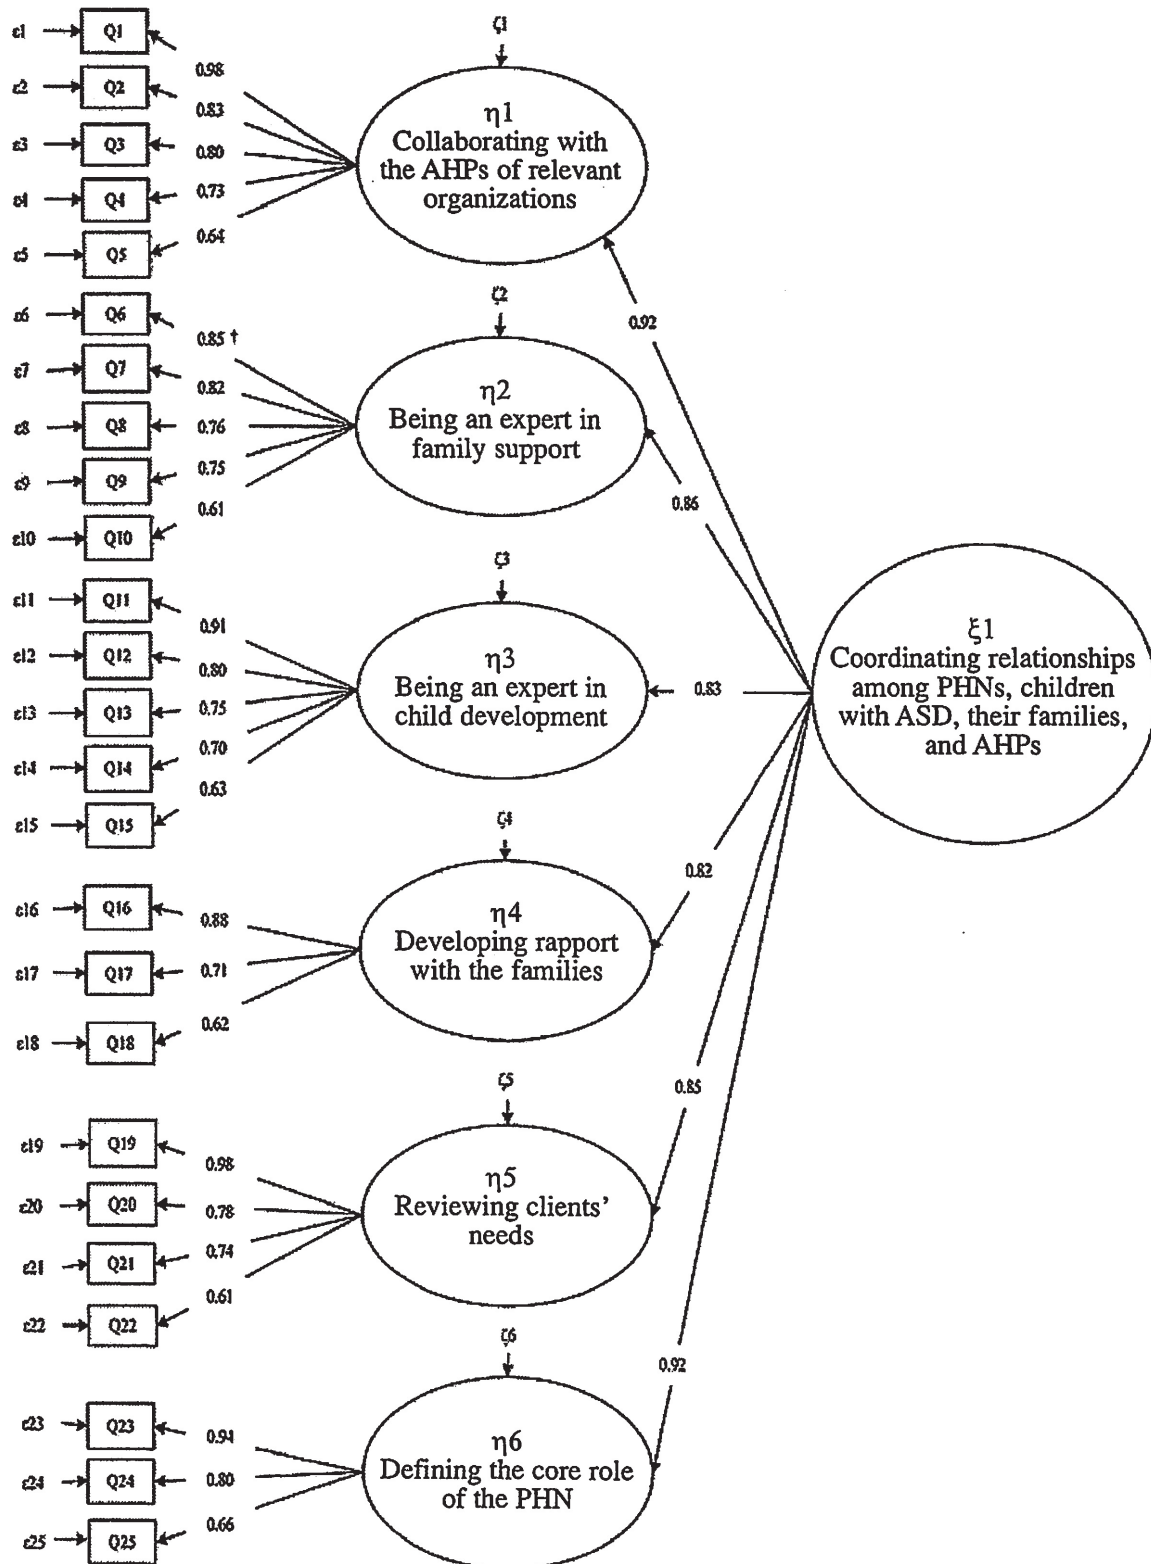 ε1 Q1
0.98
ε2 Q2
0.83
ε3 Q3
0.80
ε4 Q4
0.73
ε5 Q5
0.64
ζ1
η1
Collaborating with
the AHPs of relevant
organizations
ε6 Q6
0.85 †
ε7 Q7
0.82
ε8 Q8
0.76
ε9 Q9
0.75
ε10 Q10
0.61
ζ2
η2
Being an expert in
family support
ε11 Q11
0.91
ε12 Q12
0.80
ε13 Q13
0.75
ε14 Q14
0.70
ε15 Q15
0.63
ζ3
η3
Being an expert in
child development
ε16 Q16
0.88
ε17 Q17
0.71
ε18 Q18
0.62
ζ4
η4
Developing rapport
with the families
ε19 Q19
0.98
ε20 Q20
0.78
ε21 Q21
0.74
ε22 Q22
0.61
ζ5
η5
Reviewing clients’
needs
ε23 Q23
0.94
ε24 Q24
0.80
ε25 Q25
0.66
ζ6
η6
Defining the core role
of the PHN
0.92
0.86
0.83
0.82
0.85
0.92
ξ1
Coordinating relationships
among PHNs, children
with ASD, their families,
and AHPs